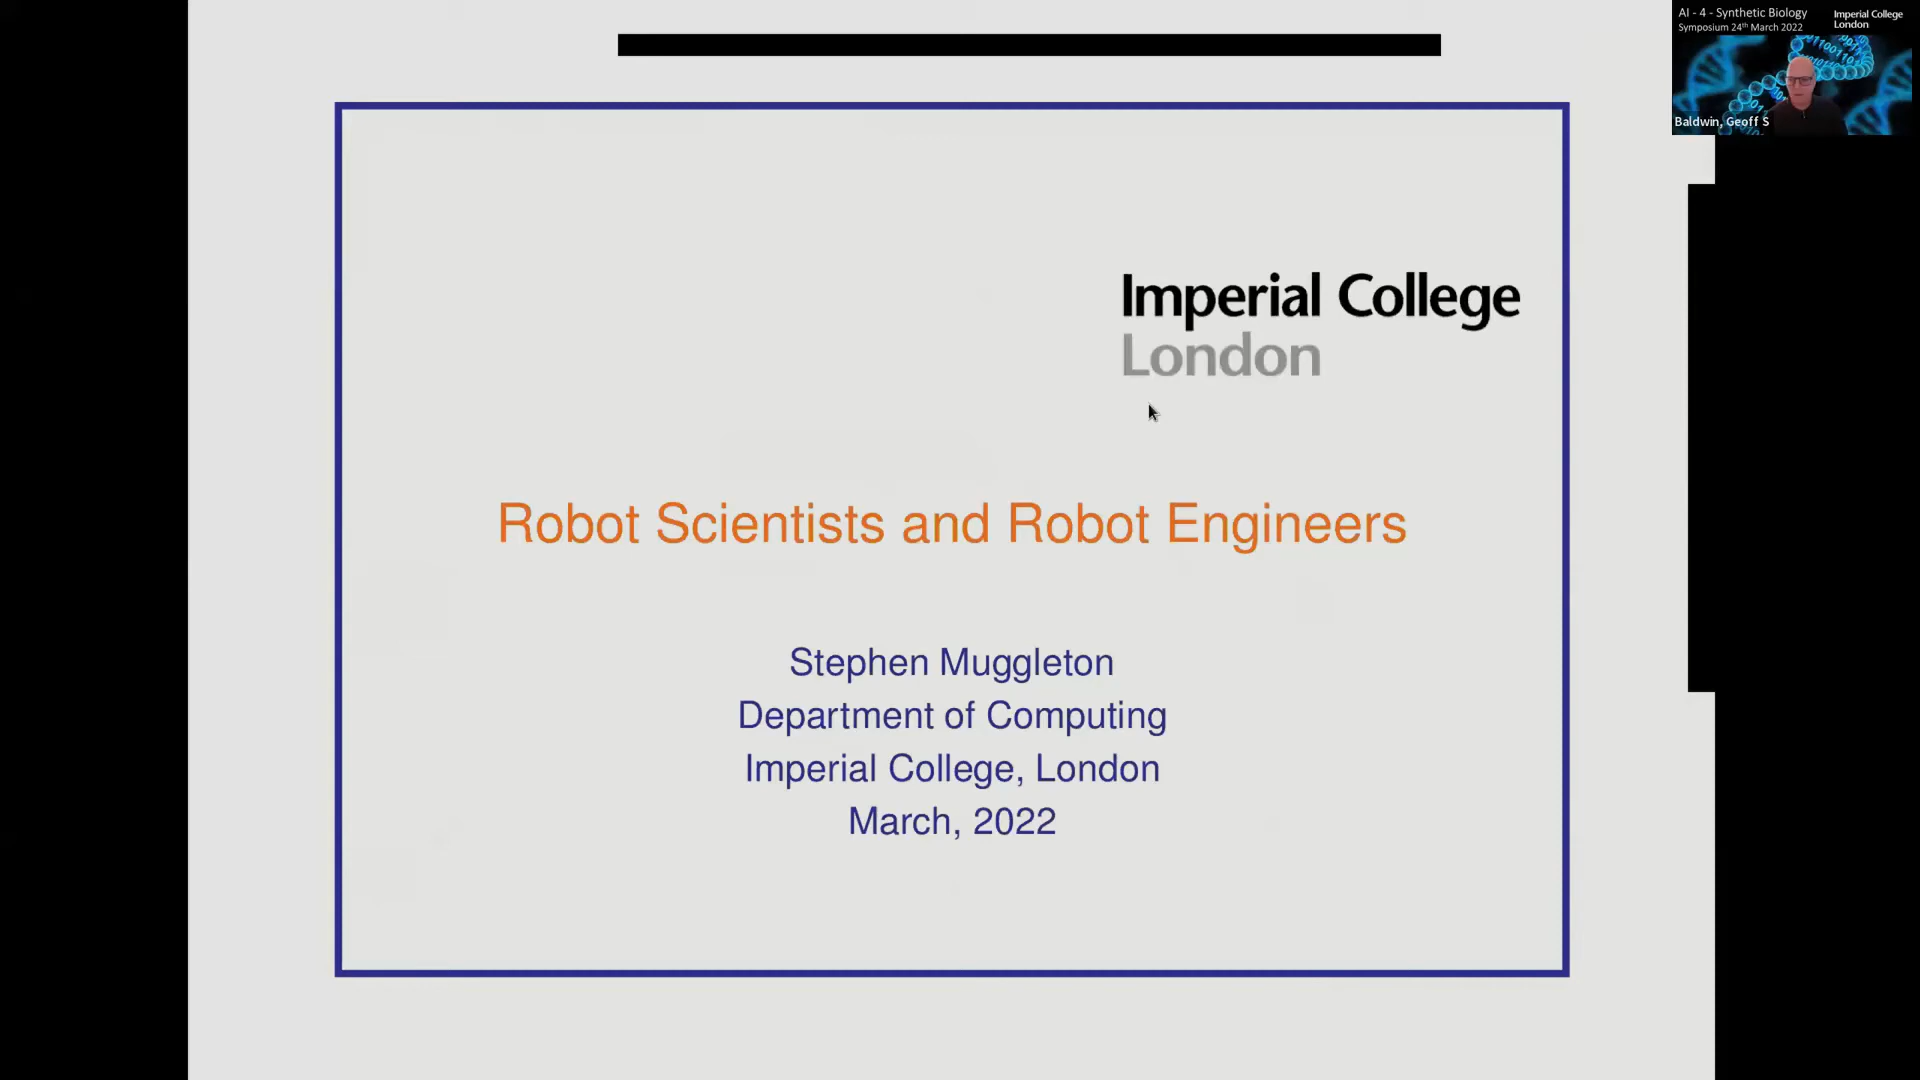 AI - 4 - Synthetic Biology
Symposium 24th March 2022
Imperial College
London
Baldwin, Geoff S
Imperial College
London
Robot Scientists and Robot Engineers
Stephen Muggleton
Department of Computing
Imperial College, London
March, 2022